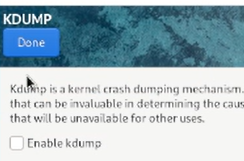 KDUMP
Done
Kdump is a kernel crash dumping mechanism.
that can be invaluable in determining the
that will be unavailable for other uses.
Enable kdump